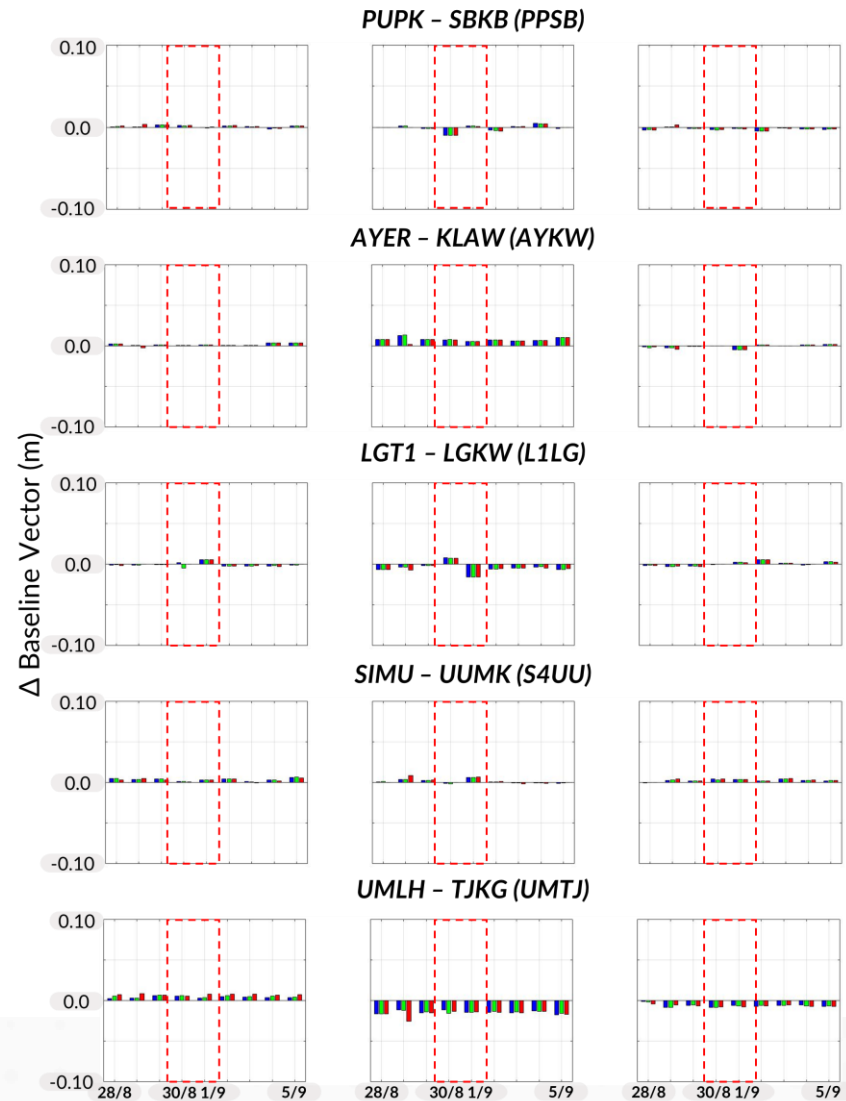 PUPK – SBKB (PPSB)
0.10
0.0
-0.10
AYER – KLAW (AYKW)
0.10
0.0
-0.10
LGT1 – LGKW (L1LG)
0.10
0.0
-0.10
Δ Baseline Vector (m)
SIMU – UUMK (S4UU)
0.10
0.0
-0.10
UMLH – TJKG (UMTJ)
0.10
0.0
-0.10
28/8 30/8 1/9 5/9 28/8 30/8 1/9 5/9 28/8 30/8 1/9 5/9